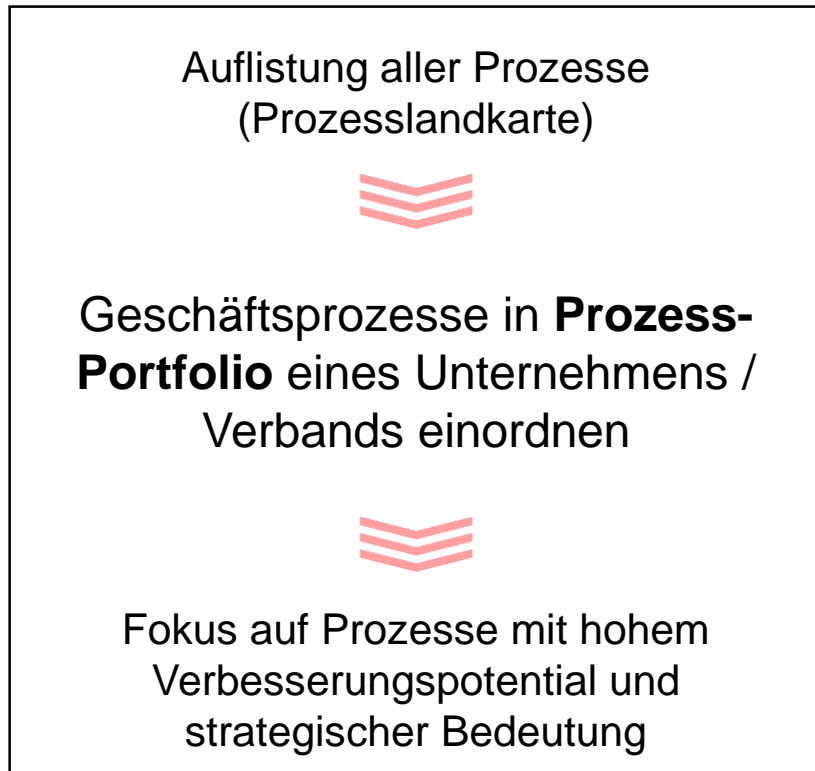 Auflistung aller Prozesse
(Prozesslandkarte)
Geschäftsprozesse in Prozess-
Portfolio eines Unternehmens /
Verbands einordnen
Fokus auf Prozesse mit hohem
Verbesserungspotential und
strategischer Bedeutung